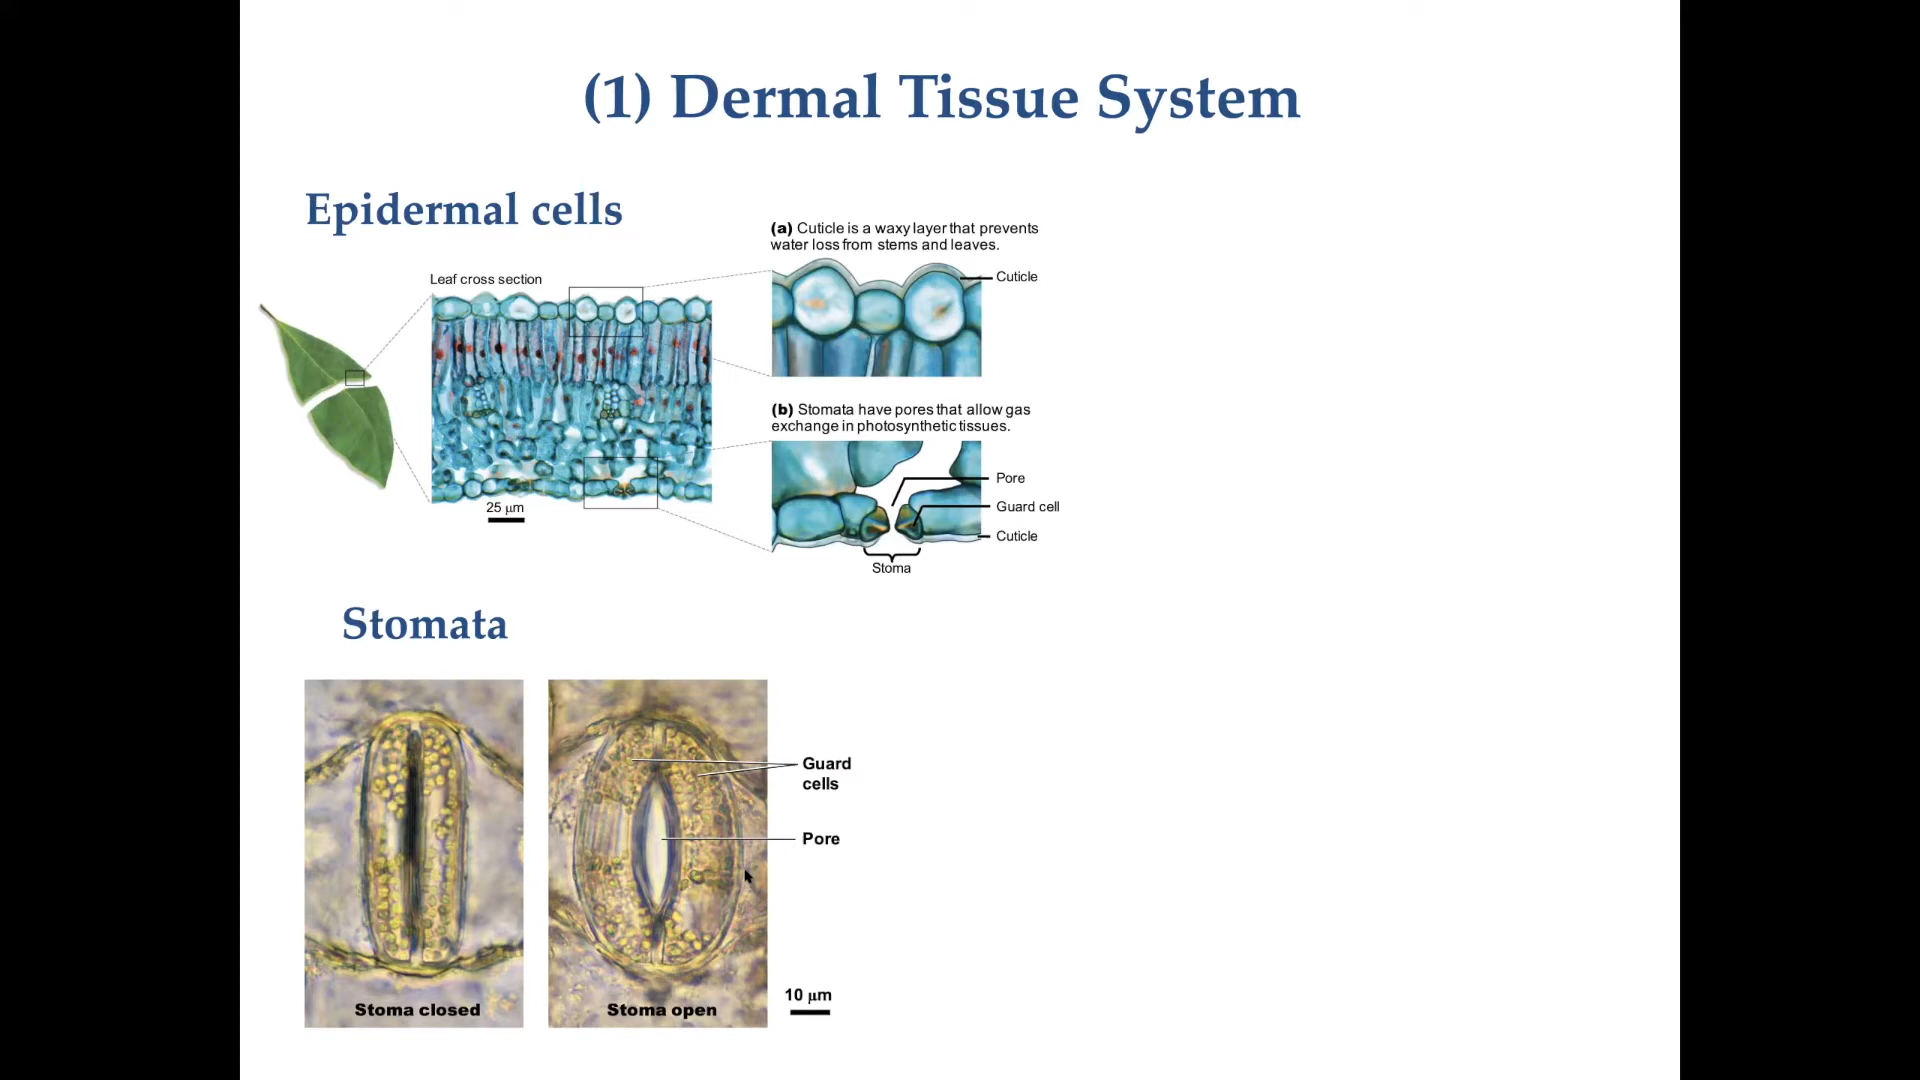 (1) Dermal Tissue System
Epidermal cells
(a) Cuticle is a waxy layer that prevents
water loss from stems and leaves.
Leaf cross section
Cuticle
(b) Stomata have pores that allow gas
exchange in photosynthetic tissues.
Pore
Guard cell
Cuticle
Stoma
25 μm
Stomata
Guard
cells
Pore
Stoma closed
Stoma open
10 μm